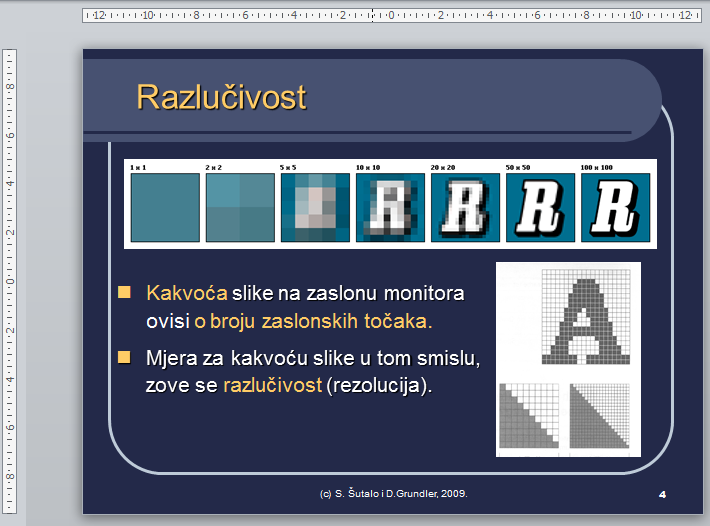 12 10 8 6 4 2 0 2 4 6 8 10 12
8
6
4
2
0
2
4
6
8
Razlučivost
1 x 1 2 x 2 5 x 5 10 x 10 20 x 20 50 x 50 100 x 100
R R R R R
Kakvoća slike na zaslonu monitora
ovisi o broju zaslonskih točaka.
A
Mjera za kakvoću slike u tom smislu,
zove se razlučivost (rezolucija).
(c) S. Šutalo i D.Grundler, 2009.
4